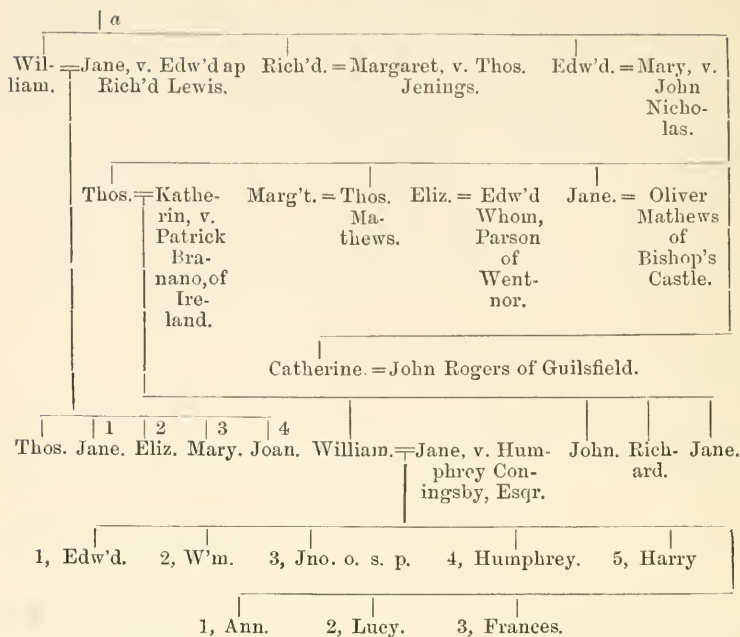 a
Wil- = Jane, v. Edw'd ap Rich'd. = Margaret, v. Thos. Edw'd. = Mary, v.
liam. Rich'd Lewis. Jenings. John
Nicho-
las.
Thos. = Kathe- Marg't. = Thos. Eliz. = Edw'd Jane. = Oliver
rin, v. Ma- Whom, Mathews
Patrick thews. Parson of
Bra- of Bishop's
nano, of Went- Castle.
Ire- nor.
land.
Catherine. = John Rogers of Guilsfield.
1 2 3 4
Thos. Jane. Eliz. Mary. Joan. William. = Jane, v. Hum- John. Rich- Jane.
phrey Con- ard.
ingsby, Esqr.
1, Edw'd. 2, W'm. 3, Jno. o. s. p. 4, Humphrey. 5, Harry
1, Ann. 2, Lucy. 3, Frances.